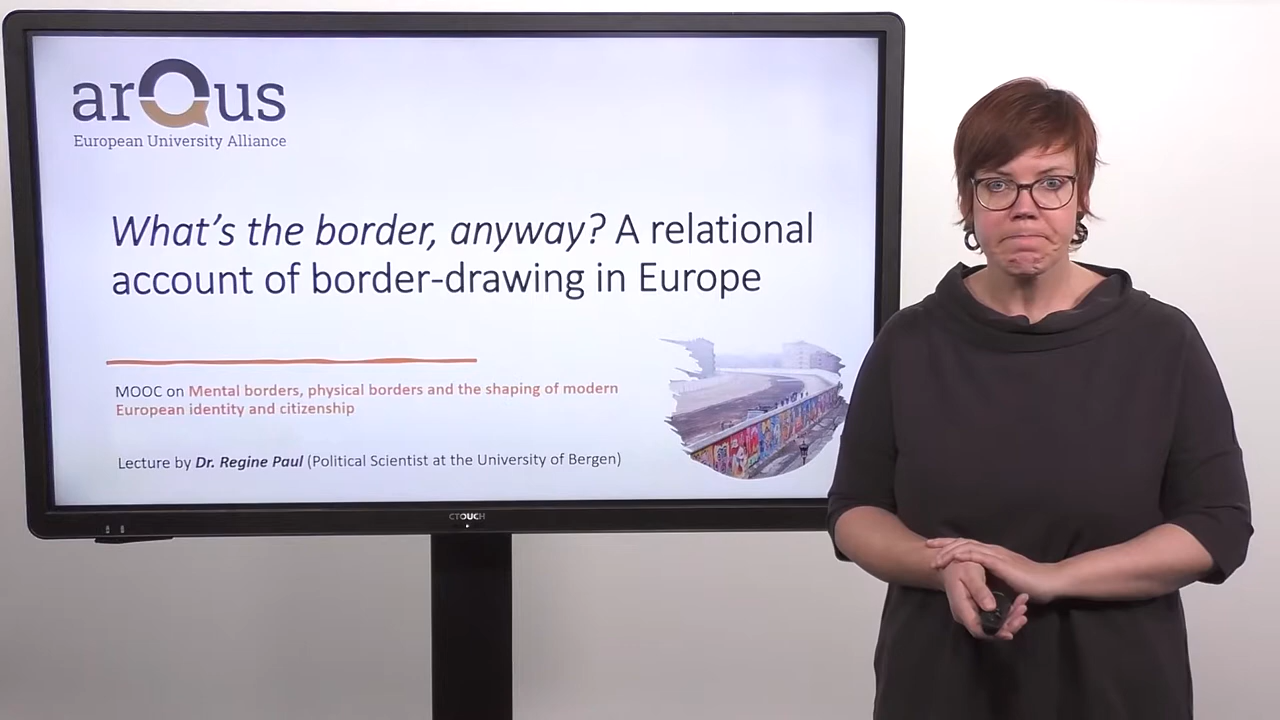 arQus
European University Alliance
What's the border, anyway? A relational
account of border-drawing in Europe
MOOC on Mental borders, physical borders and the shaping of modern
European identity and citizenship
Lecture by Dr. Regine Paul (Political Scientist at the University of Bergen)
CTOUCH